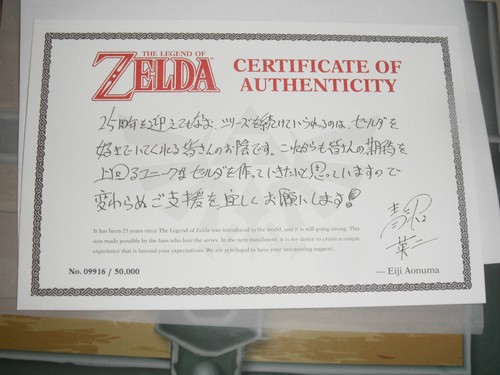 THE LEGEND OF
ZELDA
CERTIFICATE OF
AUTHENTICITY
25周年を迎えてもなお、シリーズを続けていられるのは、ゼルダを
好きでいてくれる皆さんのお陰です。これからも皆さんの期待を
上回るユニークなゼルダを作っていきたいと思っていますので
変わらぬご支援を宜しくお願いします!
青沼
英二
It has been 25 years since The Legend of Zelda was introduced to the world, and it is still going strong. This
was made possible by the fans who love the series. In the next installment, it is my desire to create a unique
experience that is beyond your expectations. We are privileged to have your unwavering support.
No. 09916 / 50,000
— Eiji Aonuma